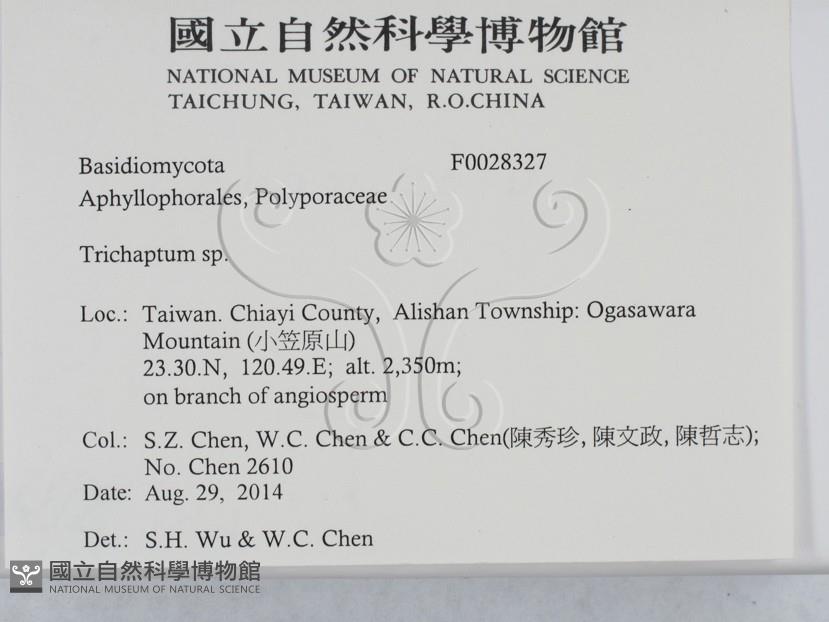 國立自然科學博物館
NATIONAL MUSEUM OF NATURAL SCIENCE
TAICHUNG, TAIWAN, R.O.CHINA
Basidiomycota F0028327
Aphyllophorales, Polyporaceae
Trichaptum sp.
Loc.: Taiwan. Chiayi County, Alishan Township: Ogasawara
Mountain (小笠原山)
23.30.N, 120.49.E; alt. 2,350m;
on branch of angiosperm
Col.: S.Z. Chen, W.C. Chen & C.C. Chen(陳秀珍, 陳文政, 陳哲志);
No. Chen 2610
Date: Aug. 29, 2014
Det.: S.H. Wu & W.C. Chen
國立自然科學博物館
NATIONAL MUSEUM OF NATURAL SCIENCE